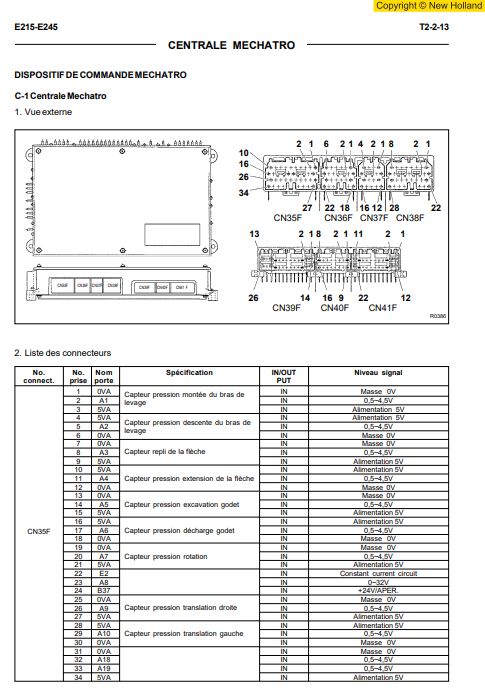 Copyright © New Holland
E215-E245
T2-2-13
CENTRALE MECHATRO
DISPOSITIF DE COMMANDE MECHATRO
C-1 Centrale Mechatro
1. Vue externe
2 1 6 2 1 4 2 1 8 2 1
10
16
26
34
27 22 18 16 12 28 22
CN35F CN36F CN37F CN38F
13 2 1 8 2 1 11 2 1
26 14 16 9 22 12
CN39F CN40F CN41F
CN35F CN36F CN37F CN38F CN39F CN40F CN41 F
R0386
2. Liste des connecteurs
No. connect. No. prise Nom porte Spécification IN/OUT PUT Niveau signal
CN35F
1 0VA Capteur pression montée du bras de levage IN Masse 0V
2 A1 IN 0,5~4,5V
3 5VA IN Alimentation 5V
4 5VA Capteur pression descente du bras de levage IN Alimentation 5V
5 A2 IN 0,5~4,5V
6 0VA IN Masse 0V
7 0VA IN Masse 0V
8 A3 Capteur repli de la flèche IN 0,5~4,5V
9 5VA IN Alimentation 5V
10 5VA IN Alimentation 5V
11 A4 Capteur pression extension de la flèche IN 0,5~4,5V
12 0VA IN Masse 0V
13 0VA IN Masse 0V
14 A5 Capteur pression excavation godet IN 0,5~4,5V
15 5VA IN Alimentation 5V
16 5VA IN Alimentation 5V
17 A6 Capteur pression décharge godet IN 0,5~4,5V
18 0VA IN Masse 0V
19 0VA IN Masse 0V
20 A7 Capteur pression rotation IN 0,5~4,5V
21 5VA IN Alimentation 5V
22 E2 IN Constant current circuit
23 A8 IN 0~32V
24 B37 IN +24V/APER.
25 0VA IN Masse 0V
26 A9 Capteur pression translation droite IN 0,5~4,5V
27 5VA IN Alimentation 5V
28 5VA IN Alimentation 5V
29 A10 Capteur pression translation gauche IN 0,5~4,5V
30 0VA IN Masse 0V
31 0VA IN Masse 0V
32 A18 IN 0,5~4,5V
33 A19 IN 0,5~4,5V
34 5VA IN Alimentation 5V